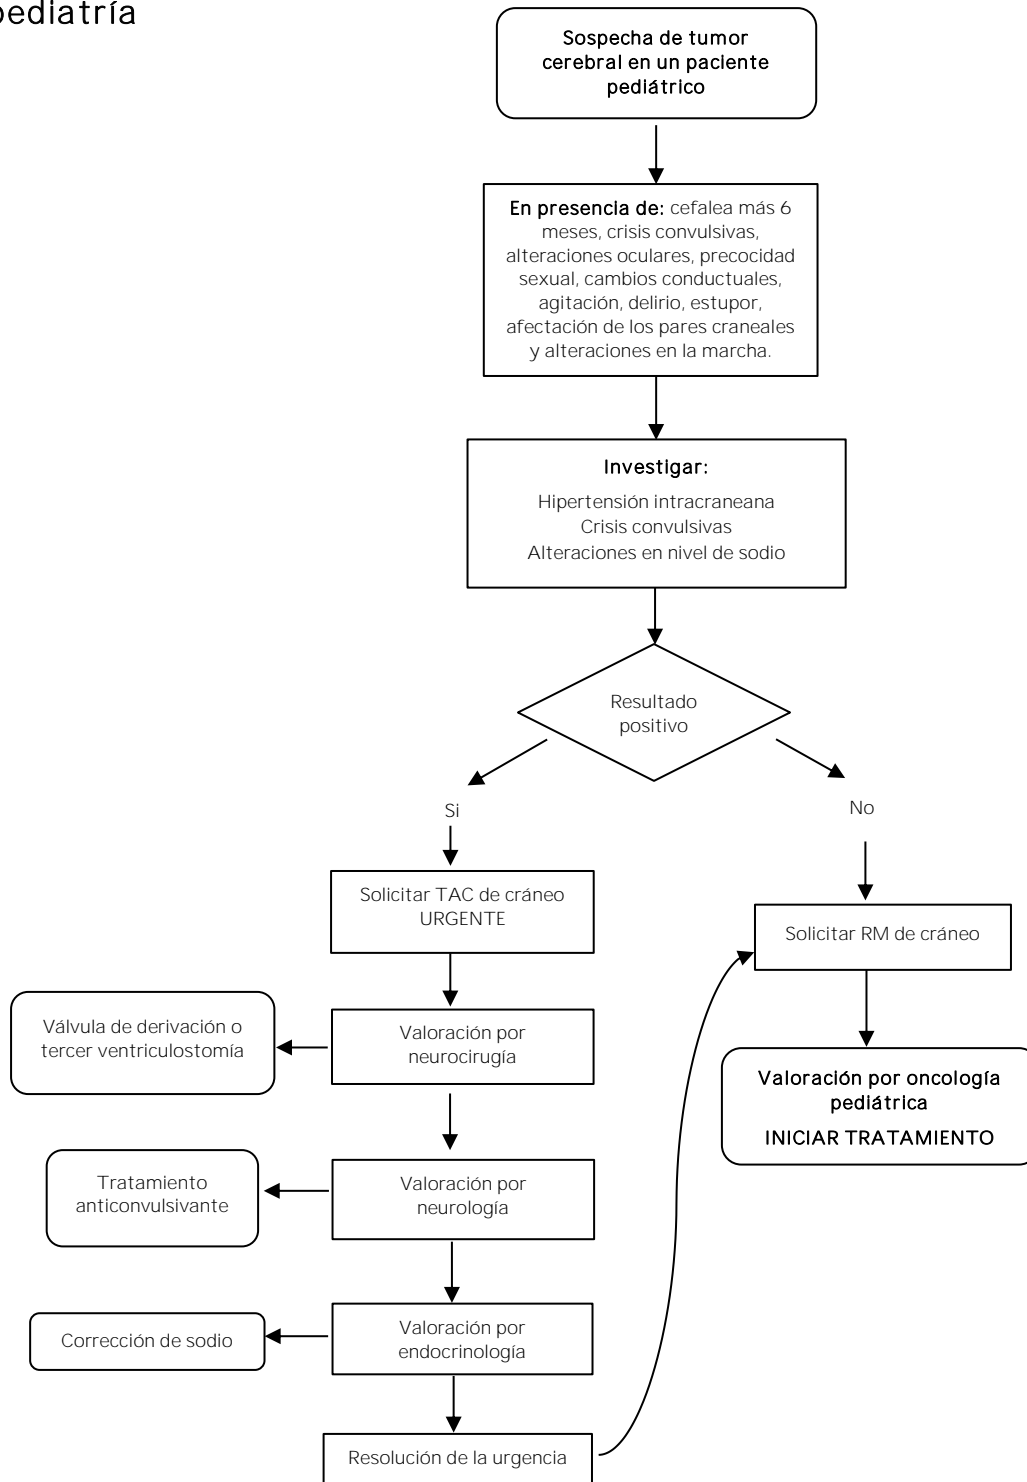 pediatría
Sospecha de tumor
cerebral en un paciente
pediátrico
En presencia de: cefalea más 6
meses, crisis convulsivas,
alteraciones oculares, precocidad
sexual, cambios conductuales,
agitación, delirio, estupor,
afectación de los pares craneales
y alteraciones en la marcha.
Investigar:
Hipertensión intracraneana
Crisis convulsivas
Alteraciones en nivel de sodio
Resultado
positivo
Si
No
Solicitar TAC de cráneo
URGENTE
Solicitar RM de cráneo
Válvula de derivación o
tercer ventriculostomía
Valoración por
neurocirugía
Valoración por oncología
pediátrica
INICIAR TRATAMIENTO
Tratamiento
anticonvulsivante
Valoración por
neurología
Corrección de sodio
Valoración por
endocrinología
Resolución de la urgencia